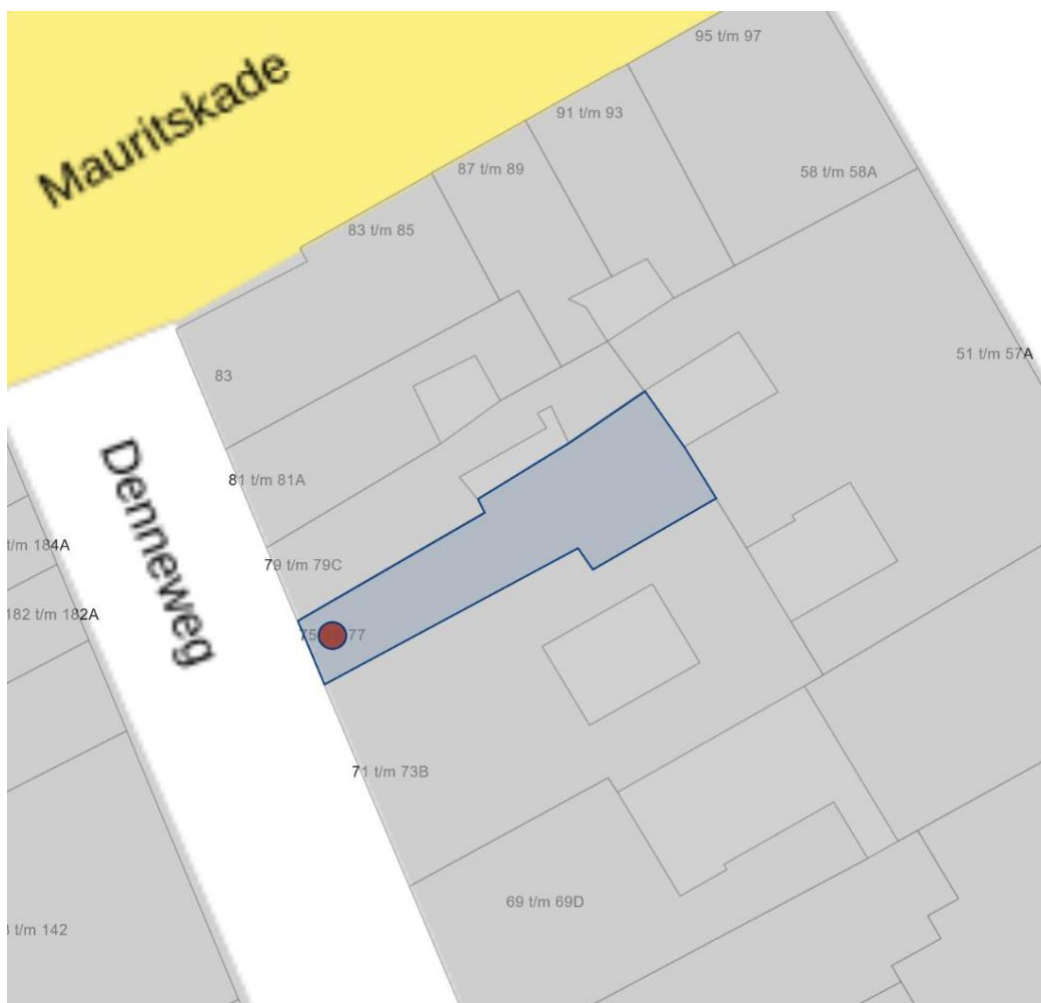 95 t/m 97
Mauritskade
91 t/m 93
87 t/m 89
58 t/m 58A
83 t/m 85
51 t/m 57A
83
Denneweg
81 t/m 81A
t/m 184A
79 t/m 79C
182 t/m 182A
75 77
71 t/m 73B
69 t/m 69D
t/m 142